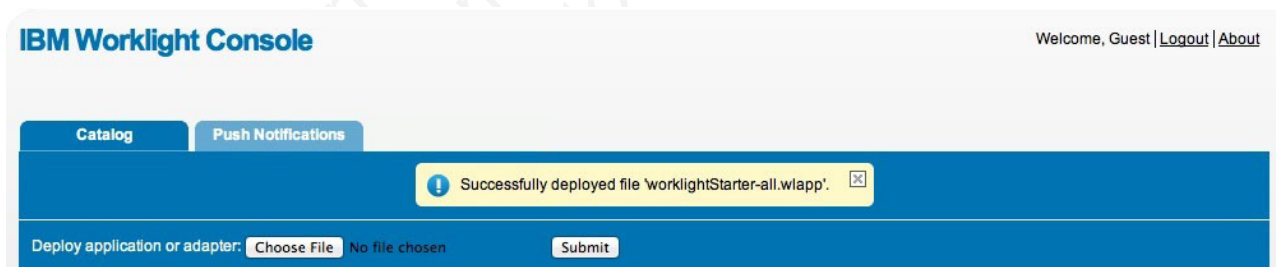 IBM Worklight Console
Welcome, Guest | Logout | About
Catalog
Push Notifications
Successfully deployed file 'worklightStarter-all.wlapp'.
Deploy application or adapter: Choose File No file chosen Submit